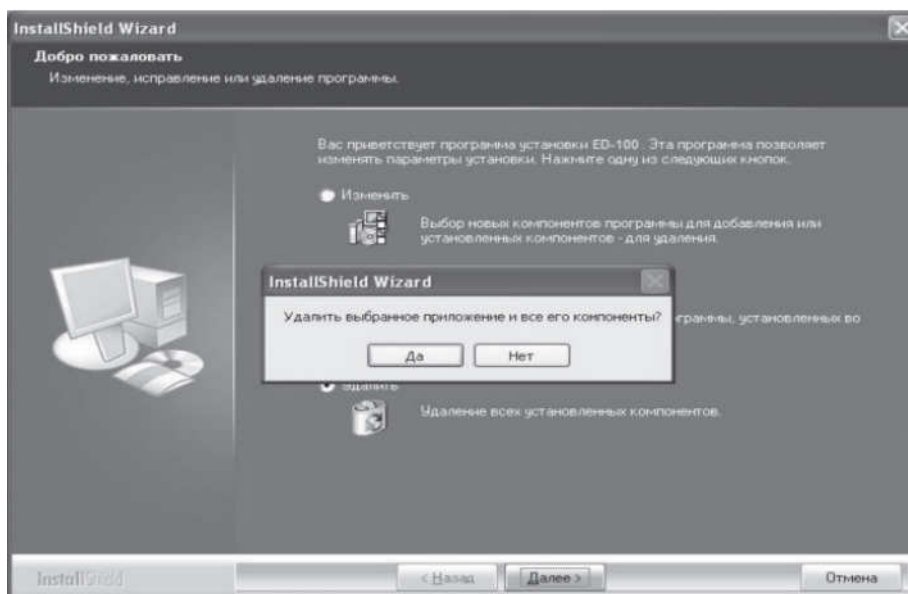 InstallShield Wizard
Добро пожаловать
Изменение, исправление или удаление программы.
Вас приветствует программа установки ED-100. Эта программа позволяет
изменять параметры установки. Нажмите одну из следующих кнопок.
Изменить
Выбор новых компонентов программы для добавления или
установленных компонентов - для удаления.
InstallShield Wizard
Удалить выбранное приложение и все его компоненты?
установленных во
Да
Нет
Удалить
Удаление всех установленных компонентов.
InstallShield
< Назад
Далее >
Отмена